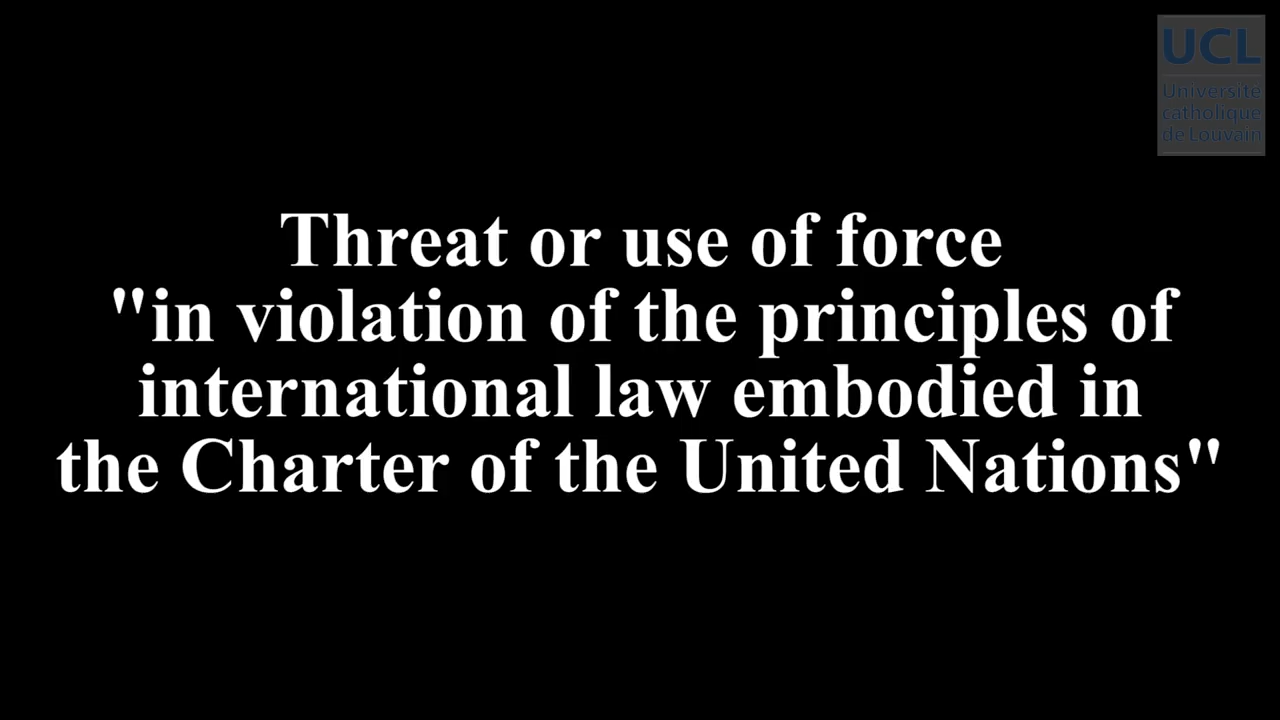 UCL
Université
catholique
de Louvain
Threat or use of force
"in violation of the principles of
international law embodied in
the Charter of the United Nations"